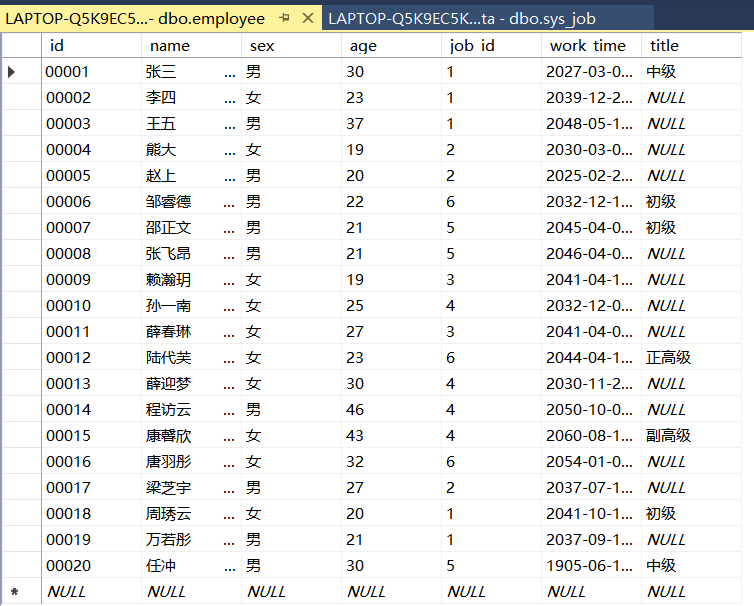 LAPTOP-Q5K9EC5...- dbo.employee LAPTOP-Q5K9EC5K...ta - dbo.sys_job
id name sex age job_id work_time title
00001 张三 ... 男 30 1 2027-03-0... 中级
00002 李四 ... 女 23 1 2039-12-2... NULL
00003 王五 ... 男 37 1 2048-05-1... NULL
00004 熊大 ... 女 19 2 2030-03-0... NULL
00005 赵上 ... 男 20 2 2025-02-2... NULL
00006 邹睿德 ... 男 22 6 2032-12-1... 初级
00007 邵正文 ... 男 21 5 2045-04-0... 初级
00008 张飞昂 ... 男 21 5 2046-04-0... NULL
00009 赖瀚玥 ... 女 19 3 2041-04-1... NULL
00010 孙一南 ... 女 25 4 2032-12-0... NULL
00011 薛春琳 ... 女 27 3 2041-04-0... NULL
00012 陆代芙 ... 女 23 6 2044-04-1... 正高级
00013 薛迎梦 ... 女 30 4 2030-11-2... NULL
00014 程访云 ... 男 46 4 2050-10-0... NULL
00015 康磬欣 ... 女 43 4 2060-08-1... 副高级
00016 唐羽彤 ... 女 32 6 2054-01-0... NULL
00017 梁芝宇 ... 男 27 2 2037-07-1... NULL
00018 周琇云 ... 女 20 1 2041-10-1... 初级
00019 万若彤 ... 男 21 1 2037-09-1... NULL
00020 任冲 ... 男 30 5 1905-06-1... 中级
NULL NULL NULL NULL NULL NULL NULL